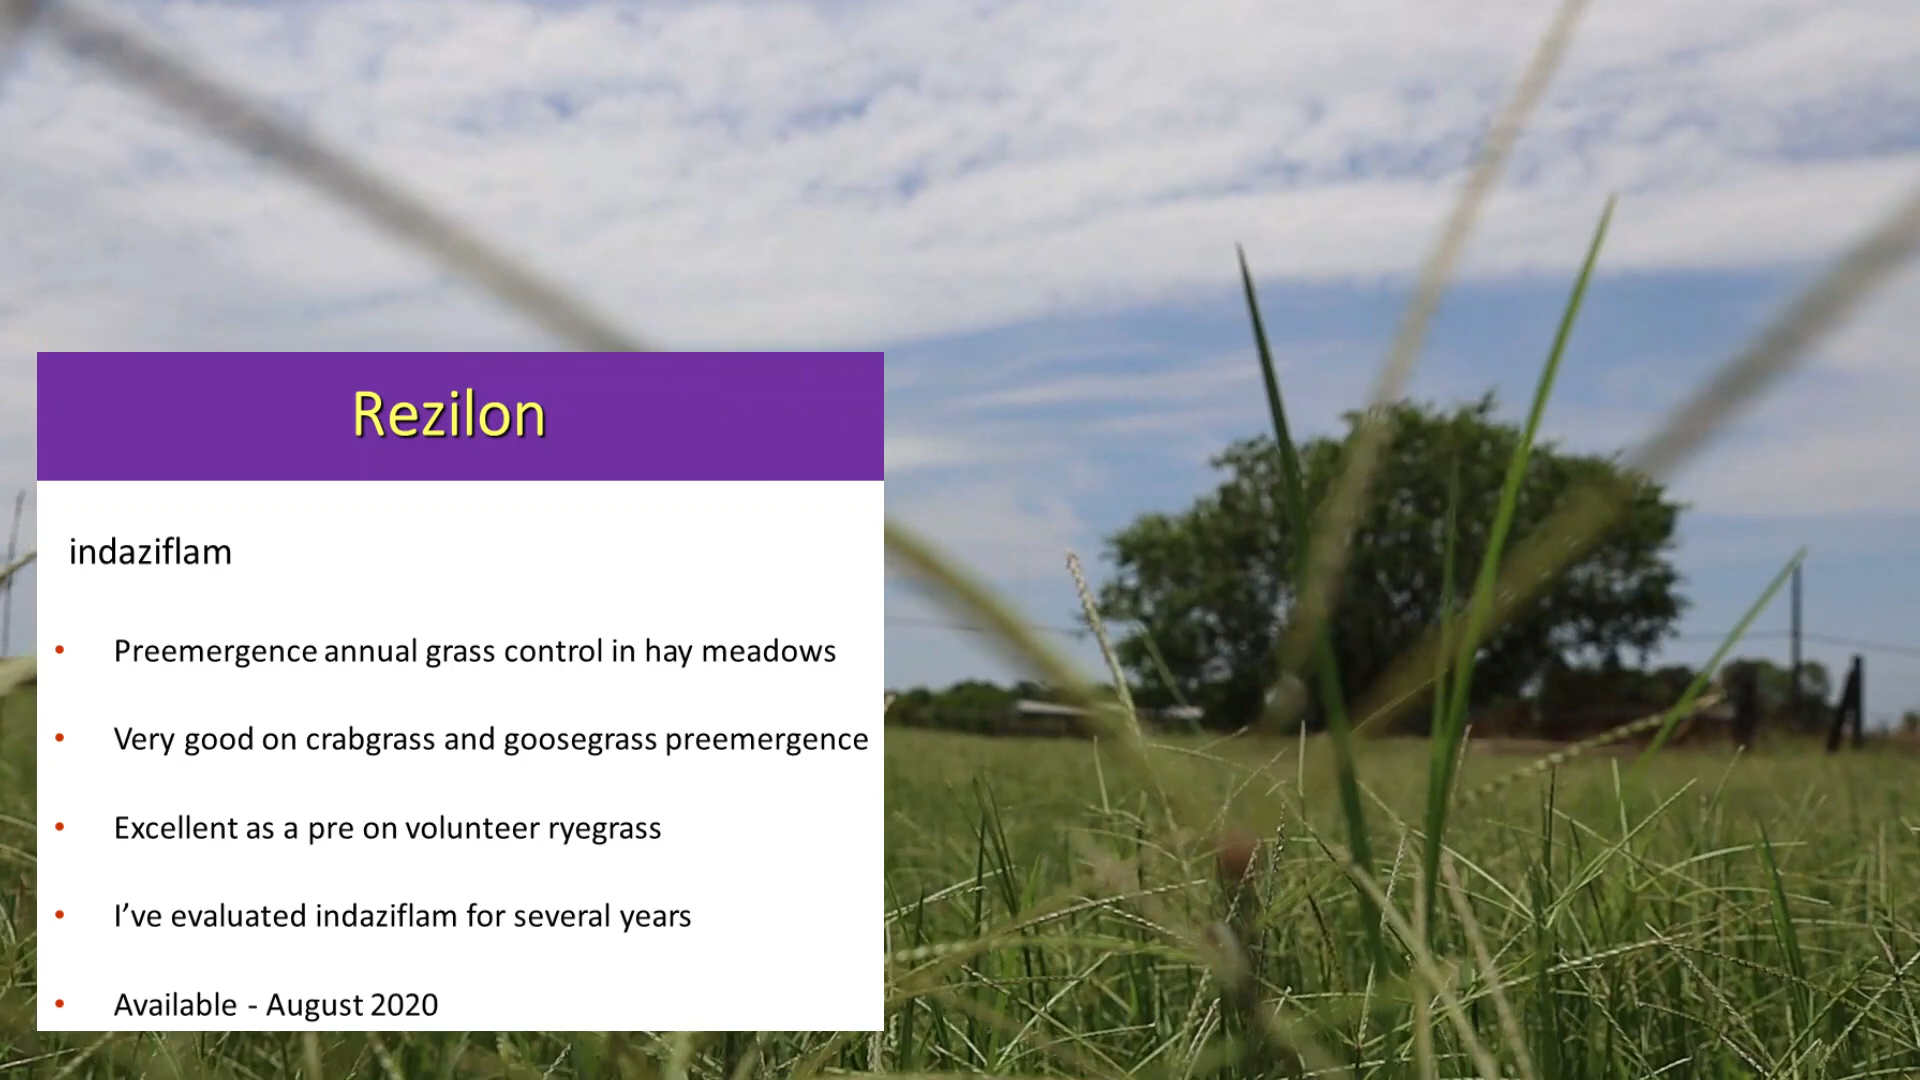 Rezilon
indaziflam
• Preemergence annual grass control in hay meadows
• Very good on crabgrass and goosegrass preemergence
• Excellent as a pre on volunteer ryegrass
• I’ve evaluated indaziflam for several years
• Available - August 2020